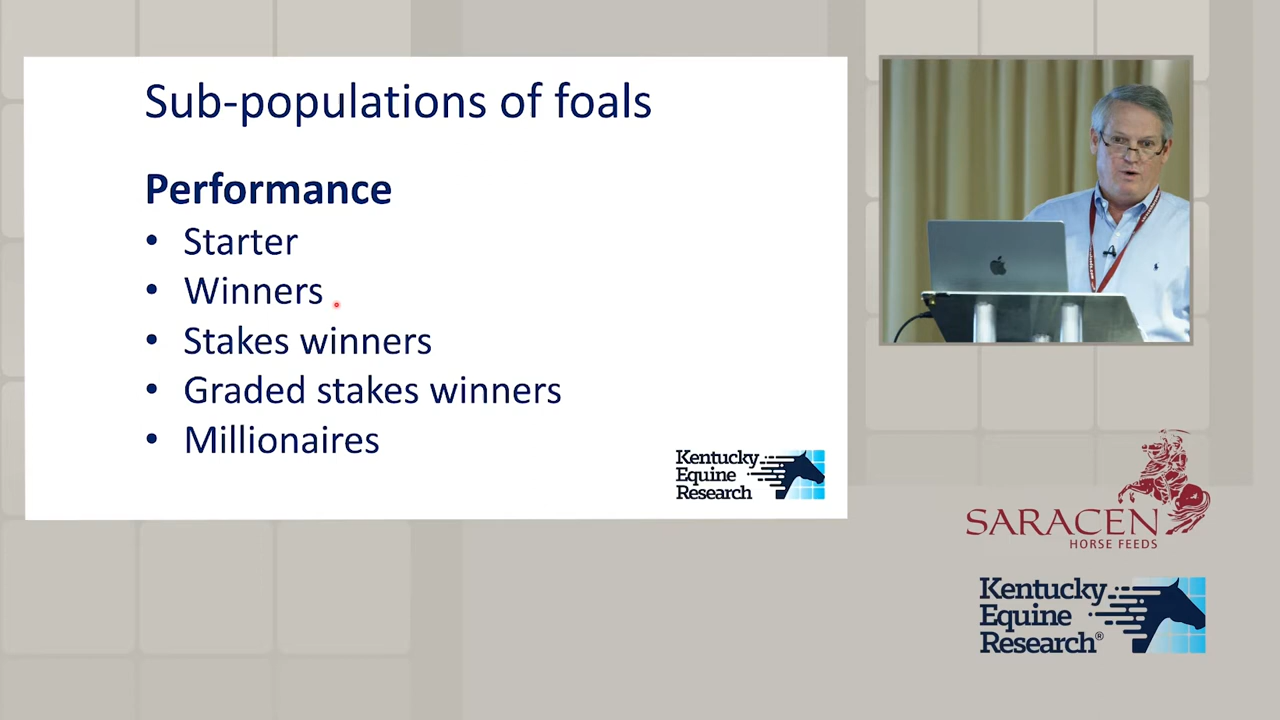 Sub-populations of foals
Performance
• Starter
• Winners
• Stakes winners
• Graded stakes winners
• Millionaires
Kentucky
Equine
Research
SARACEN
HORSE FEEDS
Kentucky
Equine
Research®